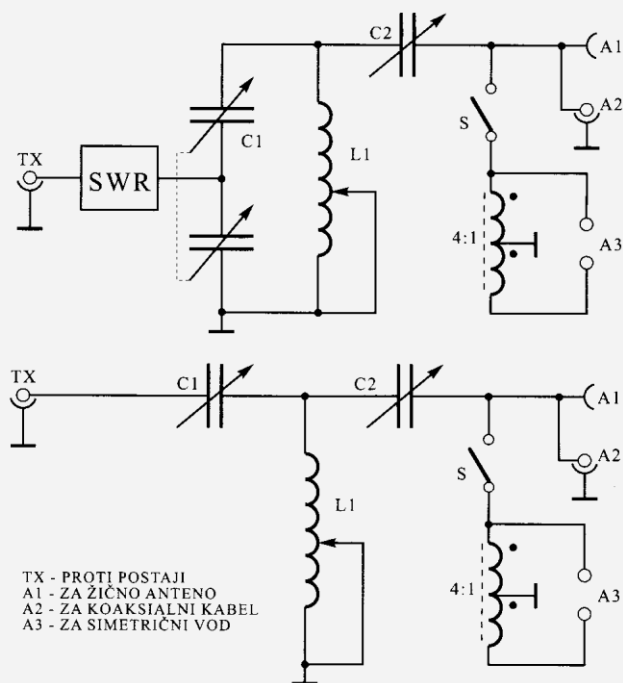 C2
A1
A2
C1
S
TX
L1
SWR
4:1
A3
TX
C1
C2
A1
A2
S
L1
4:1
A3
TX - PROTI POSTAJI
A1 - ZA ŽIČNO ANTENO
A2 - ZA KOAKSIALNI KABEL
A3 - ZA SIMETRIČNI VOD